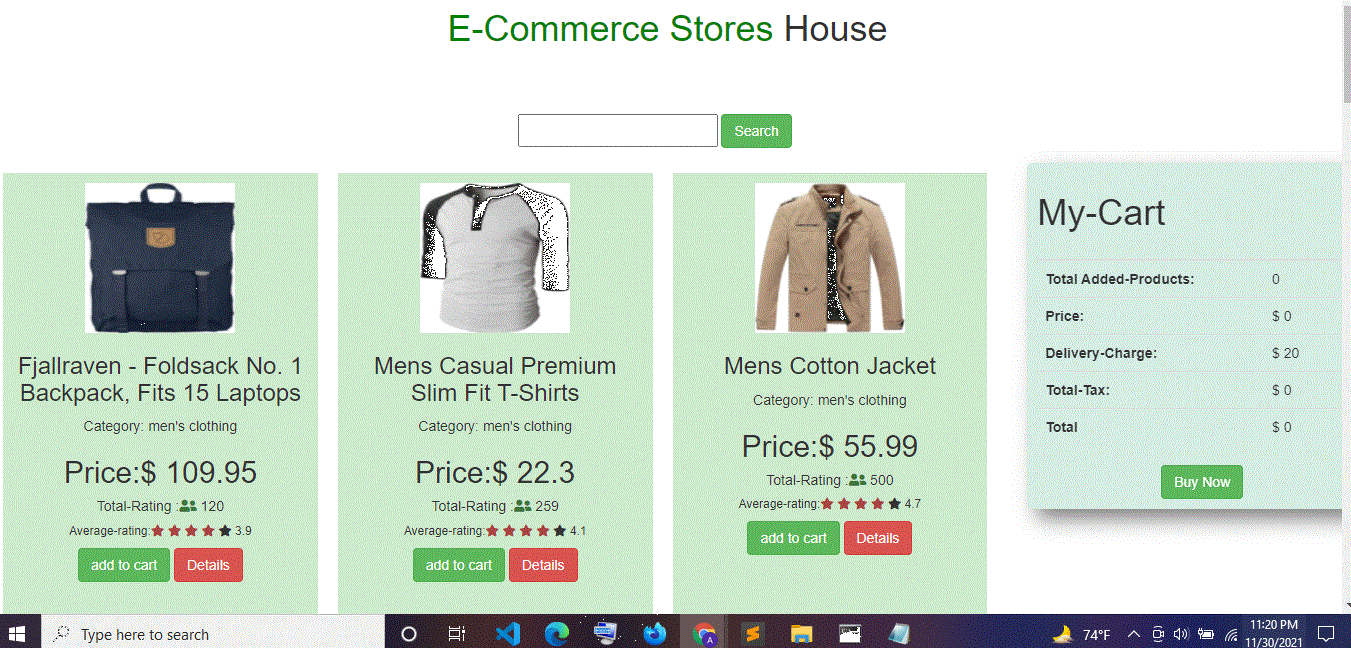 E-Commerce Stores House
Search
Fjallraven - Foldsack No. 1
Backpack, Fits 15 Laptops
Category: men's clothing
Price:$ 109.95
Total-Rating : 120
Average-rating: 3.9
add to cart Details
Mens Casual Premium
Slim Fit T-Shirts
Category: men's clothing
Price:$ 22.3
Total-Rating : 259
Average-rating: 4.1
add to cart Details
Mens Cotton Jacket
Category: men's clothing
Price:$ 55.99
Total-Rating : 500
Average-rating: 4.7
add to cart Details
My-Cart
Total Added-Products: 0
Price: $ 0
Delivery-Charge: $ 20
Total-Tax: $ 0
Total $ 0
Buy Now
Type here to search
A
74°F
11:20 PM
11/30/2021